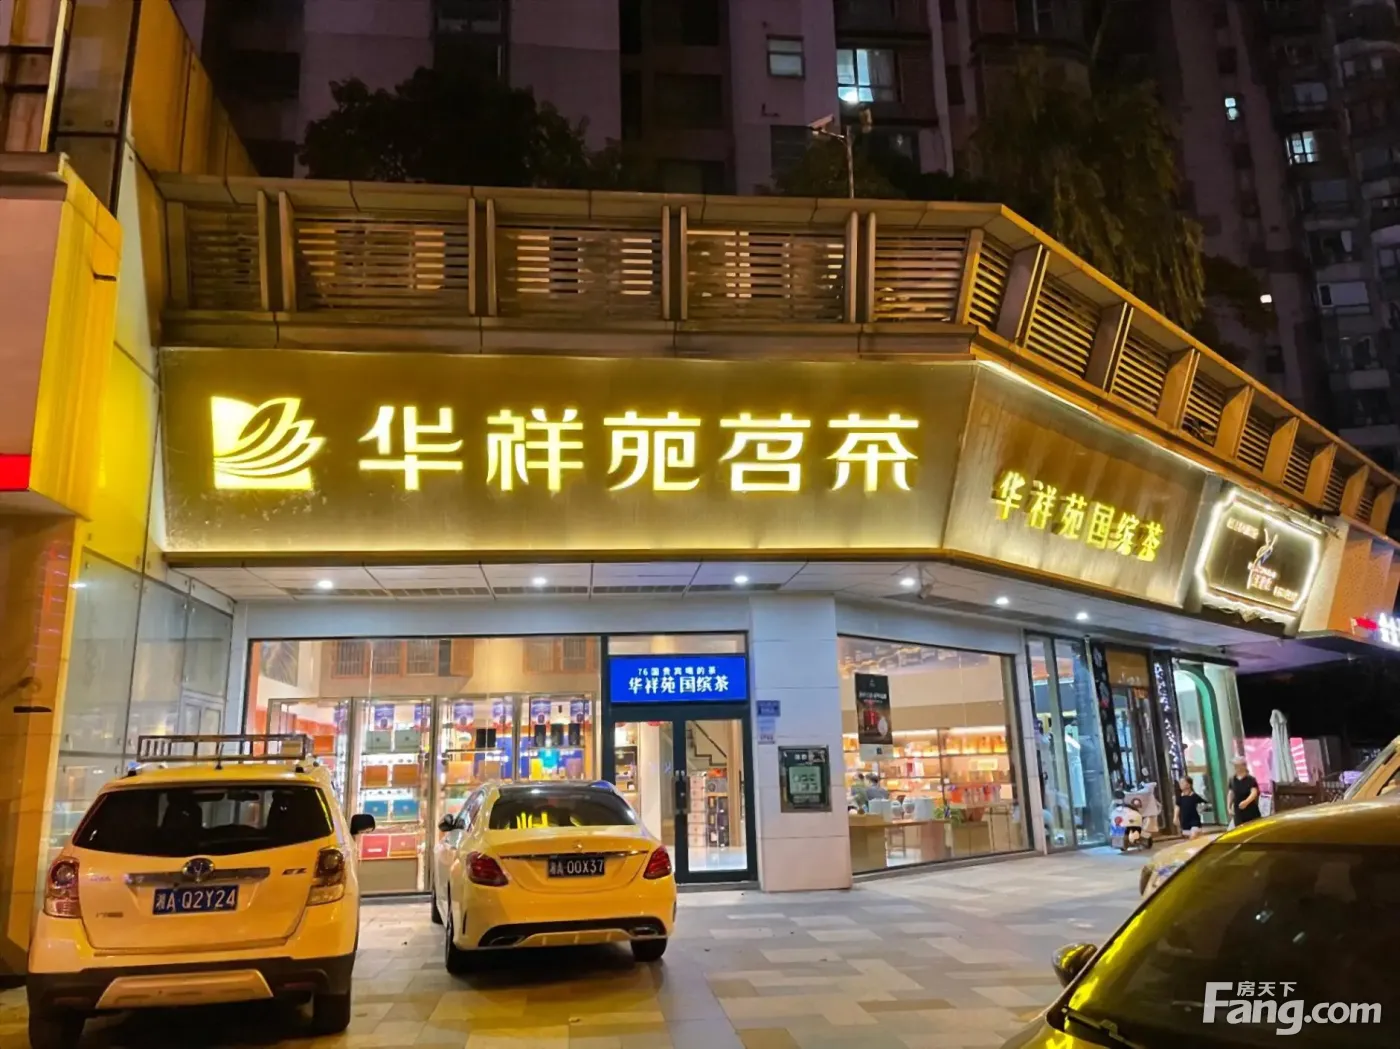 华祥苑茗茶
华祥苑国缤茶
76国贵宾喝的茶
华祥苑国缤茶
湘A Q2Y24
湘A 00X37
房天下
Fang.com